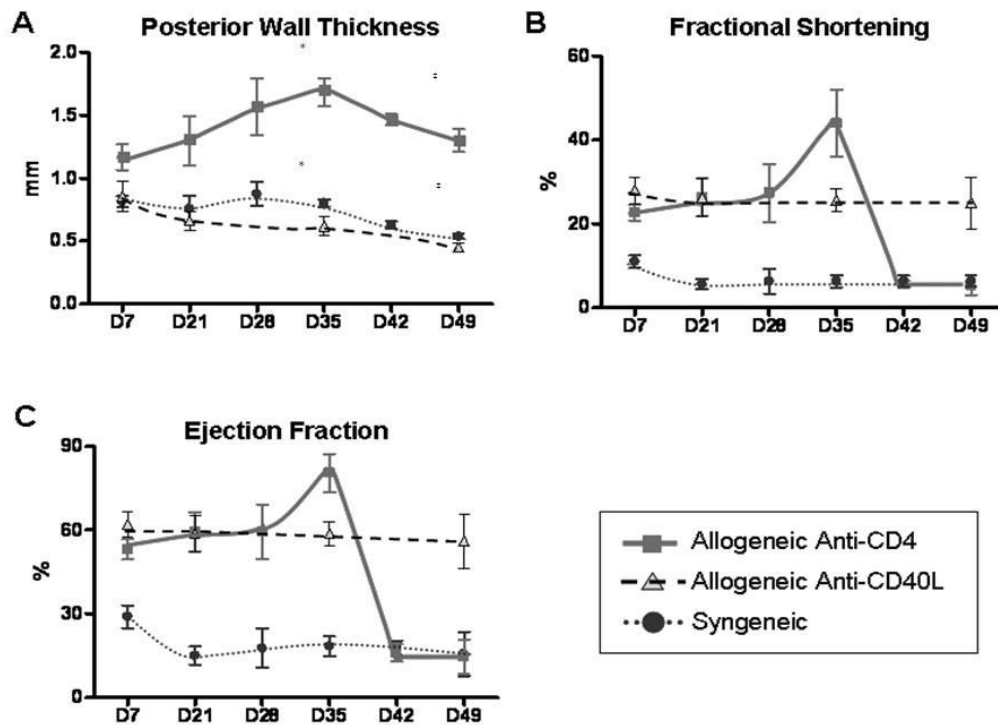 A
Posterior Wall Thickness
2.0
1.5
1.0
0.5
0.0
mm
*
*
D7 D21 D28 D35 D42 D49
B
Fractional Shortening
60
40
20
0
%
D7 D21 D28 D35 D42 D49
C
Ejection Fraction
90
60
30
0
%
D7 D21 D28 D35 D42 D49
Allogeneic Anti-CD4
Allogeneic Anti-CD40L
Syngeneic